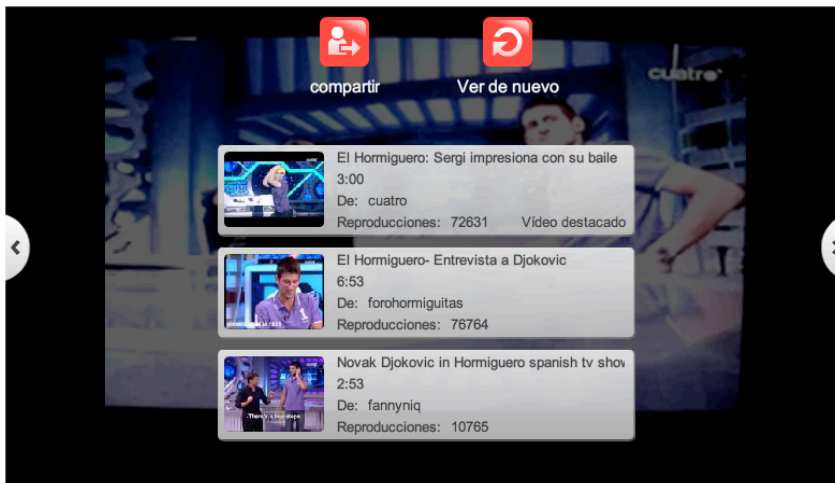 cuatro
compartir
Ver de nuevo
El Hormiguero: Sergi impresiona con su baile
3:00
De: cuatro
Reproducciones: 72631 Vídeo destacado
El Hormiguero- Entrevista a Djokovic
6:53
De: forohormiguitas
Reproducciones: 76764
Novak Djokovic in Hormiguero spanish tv show
2:53
De: fannyniq
Reproducciones: 10765